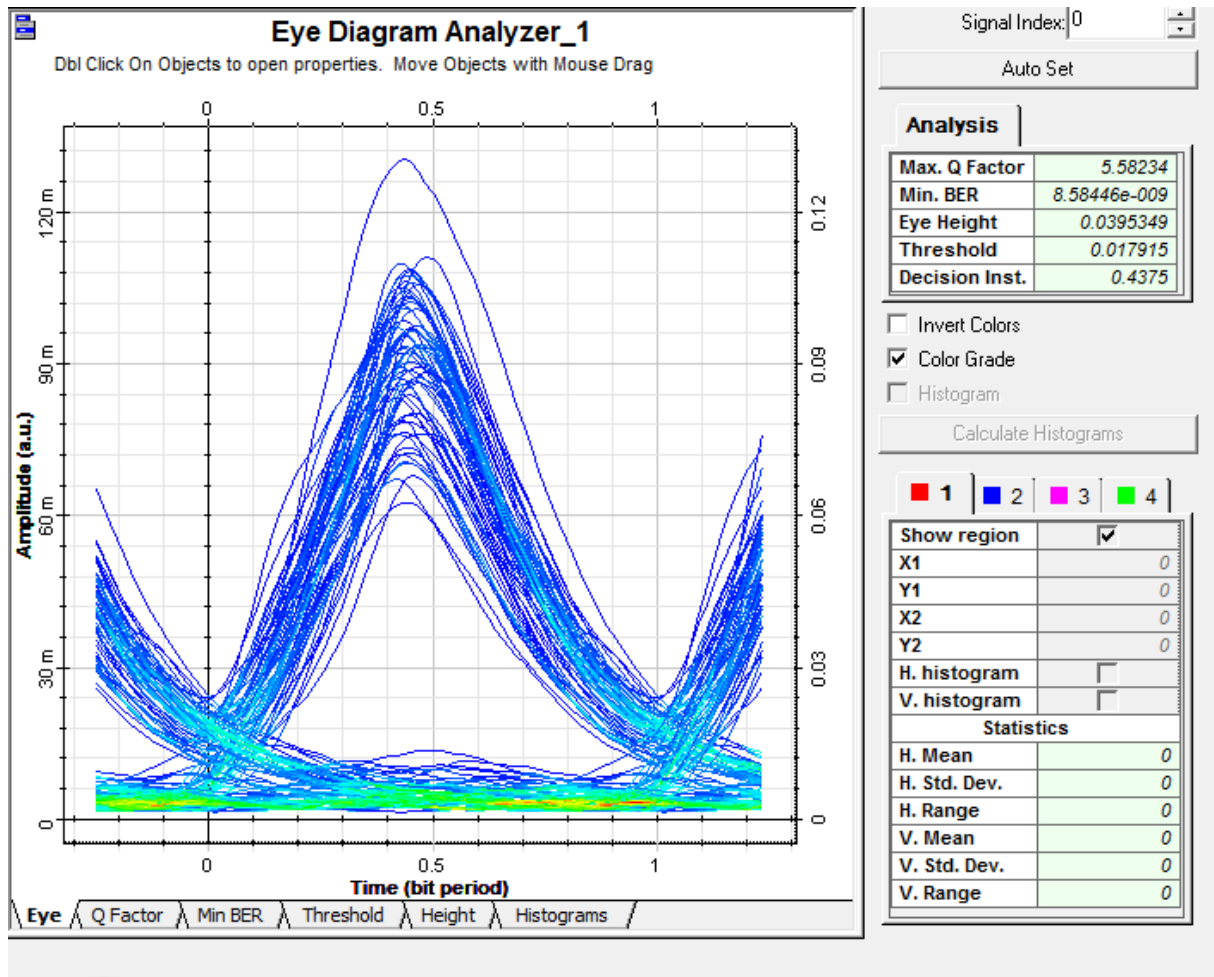 Eye Diagram Analyzer_1
Dbl Click On Objects to open properties. Move Objects with Mouse Drag
0 0.5 1
Amplitude (a.u.)
120 m
90 m
60 m
30 m
0
0.12
0.09
0.06
0.03
0
0 0.5 1
Time (bit period)
Eye Q Factor Min BER Threshold Height Histograms
Signal Index: 0
Auto Set
Analysis
Max. Q Factor 5.58234
Min. BER 8.58446e-009
Eye Height 0.0395349
Threshold 0.017915
Decision Inst. 0.4375
Invert Colors
Color Grade
Histogram
Calculate Histograms
1 2 3 4
Show region
X1 0
Y1 0
X2 0
Y2 0
H. histogram
V. histogram
Statistics
H. Mean 0
H. Std. Dev. 0
H. Range 0
V. Mean 0
V. Std. Dev. 0
V. Range 0